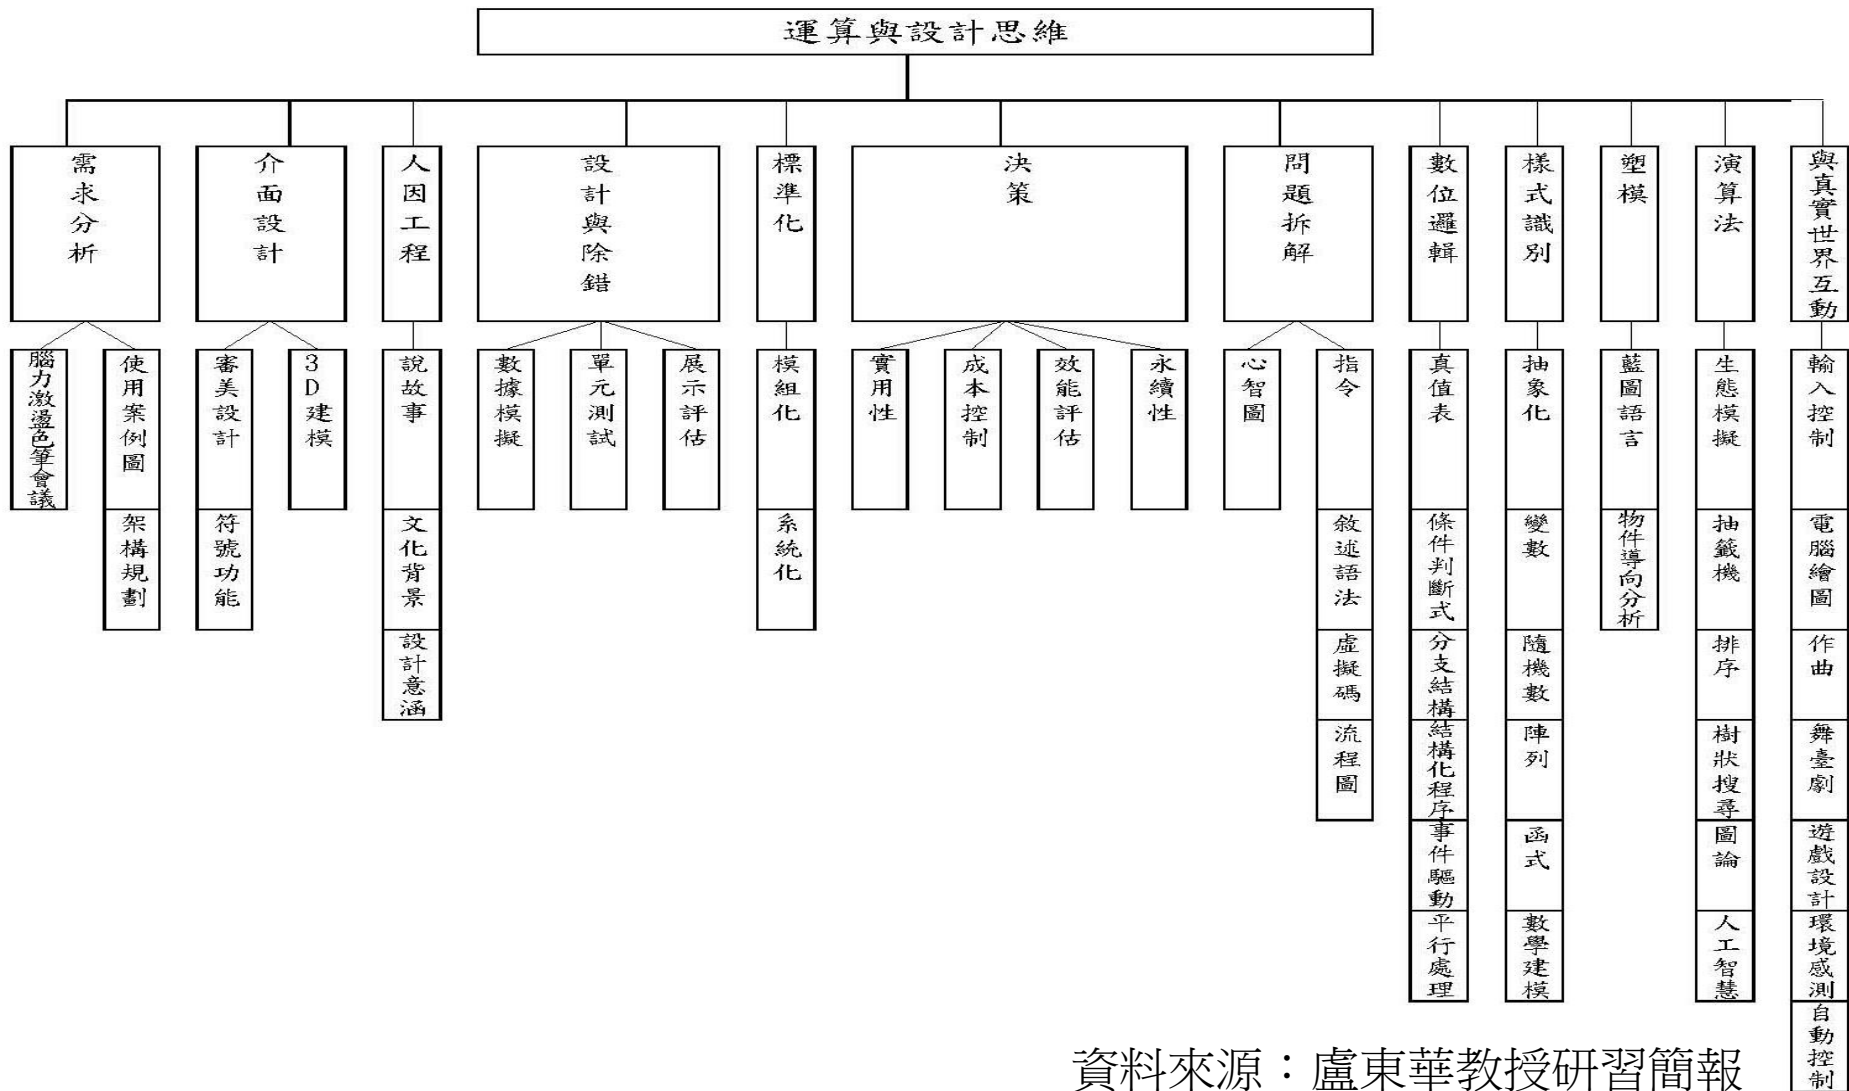 運算與設計思維
需求分析
介面設計
人因工程
設計與除錯
標準化
決策
問題拆解
數位邏輯
樣式識別
塑模
演算法
與真實世界互動
腦力激盪色筆會議
使用案例圖
審美設計
3D建模
說故事
數據模擬
單元測試
展示評估
模組化
實用性
成本控制
效能評估
永續性
心智圖
指令
真值表
抽象化
藍圖語言
生態模擬
輸入控制
架構規劃
符號功能
文化背景
系統化
敘述語法
條件判斷式
變數
物件導向分析
抽籤機
電腦繪圖
設計意涵
虛擬碼
分支結構
隨機數
排序
作曲
流程圖
結構化程序
陣列
樹狀搜尋
舞臺劇
事件驅動
函式
圖論
遊戲設計
平行處理
數學建模
人工智慧
環境感測
自動控制
資料來源：盧東華教授研習簡報